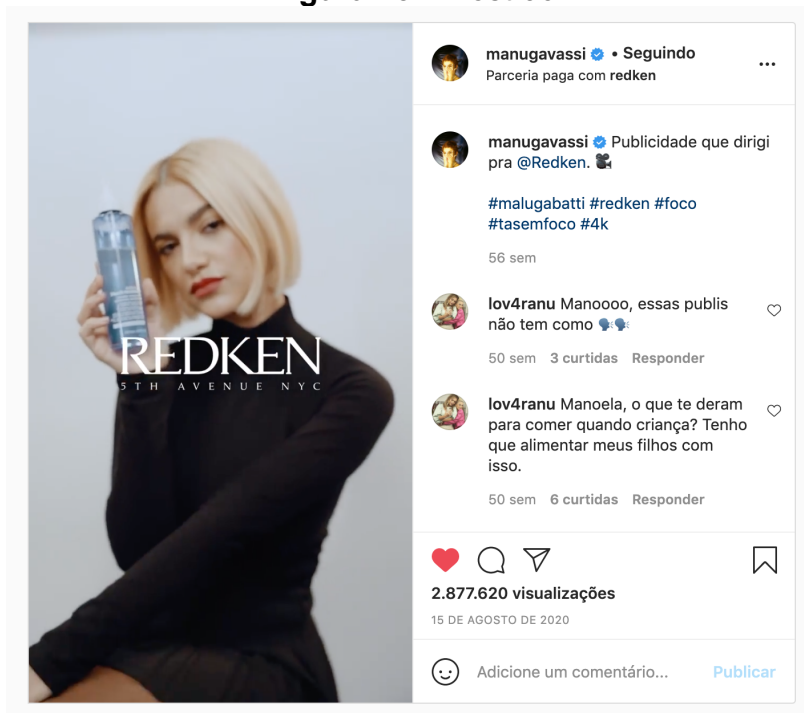 manugavassi • Seguindo
Parceria paga com redken
manugavassi Publicidade que dirigi
pra @Redken. 🎥
#malugabatti #redken #foco
#tasemfoco #4k
56 sem
lov4ranu Manoooo, essas publis
não tem como 🗣🗣
50 sem 3 curtidas Responder
lov4ranu Manoela, o que te deram
para comer quando criança? Tenho
que alimentar meus filhos com
isso.
50 sem 6 curtidas Responder
REDKEN
5TH AVENUE NYC
2.877.620 visualizações
15 DE AGOSTO DE 2020
Adicione um comentário... Publicar